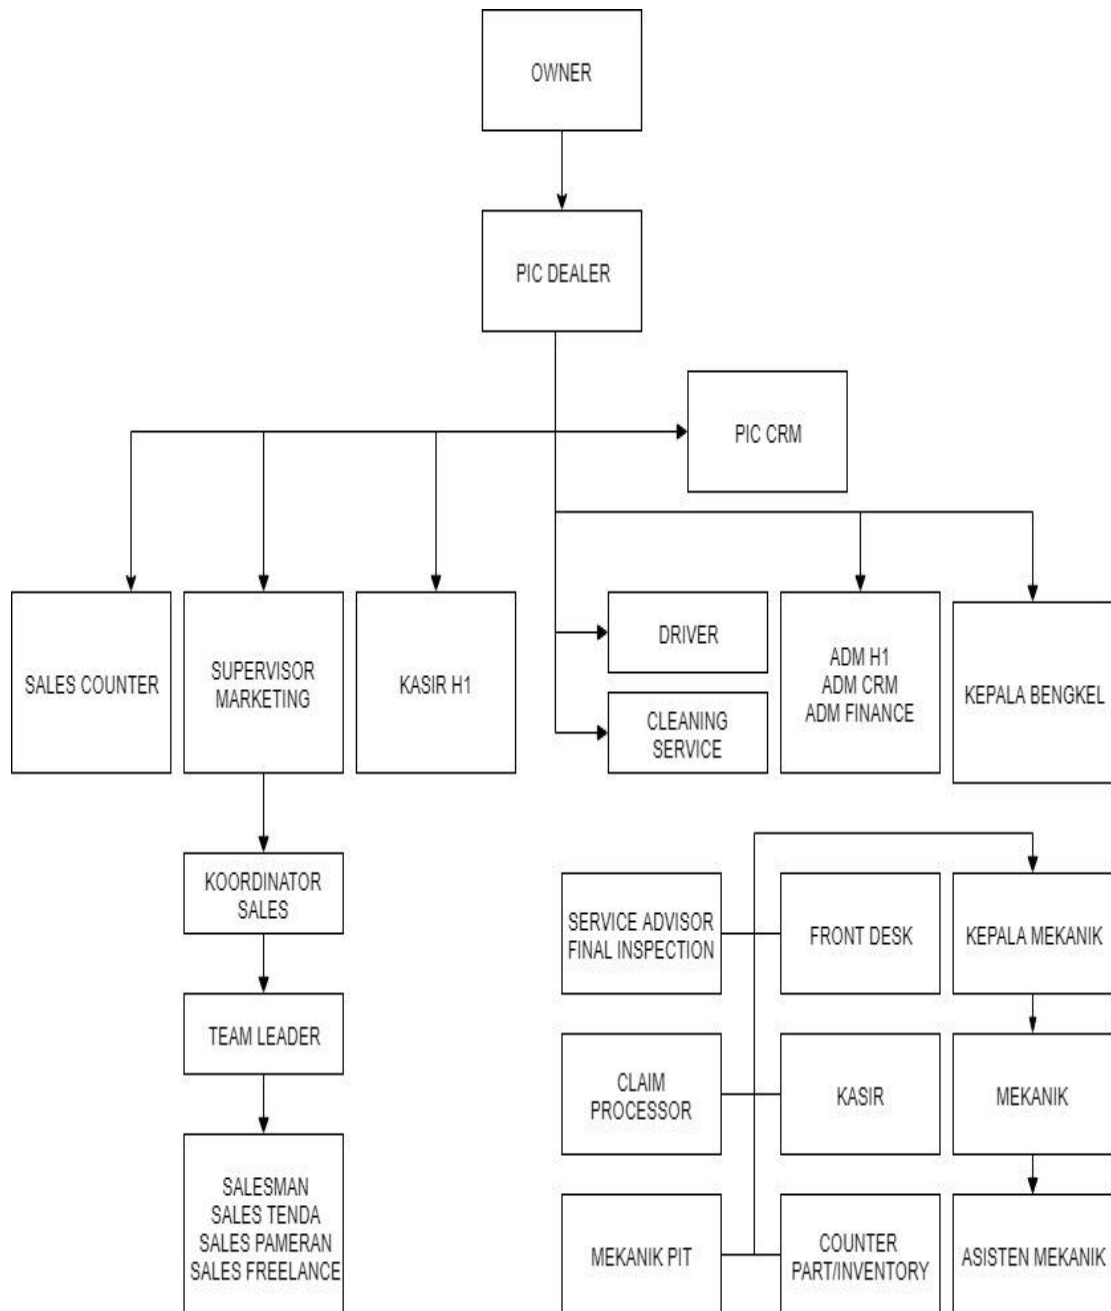 OWNER
PIC DEALER
PIC CRM
SALES COUNTER
SUPERVISOR
MARKETING
KASIR H1
DRIVER
CLEANING
SERVICE
ADM H1
ADM CRM
ADM FINANCE
KEPALA BENGKEL
KOORDINATOR
SALES
TEAM LEADER
SALESMAN
SALES TENDA
SALES PAMERAN
SALES FREELANCE
SERVICE ADVISOR
FINAL INSPECTION
FRONT DESK
KEPALA MEKANIK
CLAIM
PROCESSOR
KASIR
MEKANIK
MEKANIK PIT
COUNTER
PART/INVENTORY
ASISTEN MEKANIK